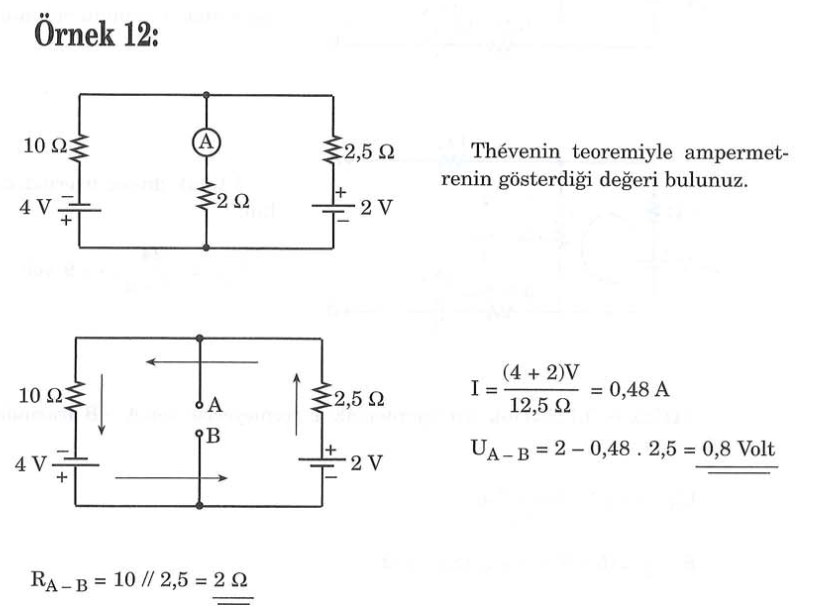 Örnek 12:
10 Ω
A
2,5 Ω
2 Ω
4 V
−
+
+
−
2 V
Thévenin teoremiyle ampermet-
renin gösterdiği değeri bulunuz.
10 Ω
A
B
2,5 Ω
4 V
−
+
+
−
2 V
I = (4 + 2)V / 12,5 Ω = 0,48 A
U_A – B = 2 – 0,48 . 2,5 = 0,8 Volt
R_A – B = 10 // 2,5 = 2 Ω